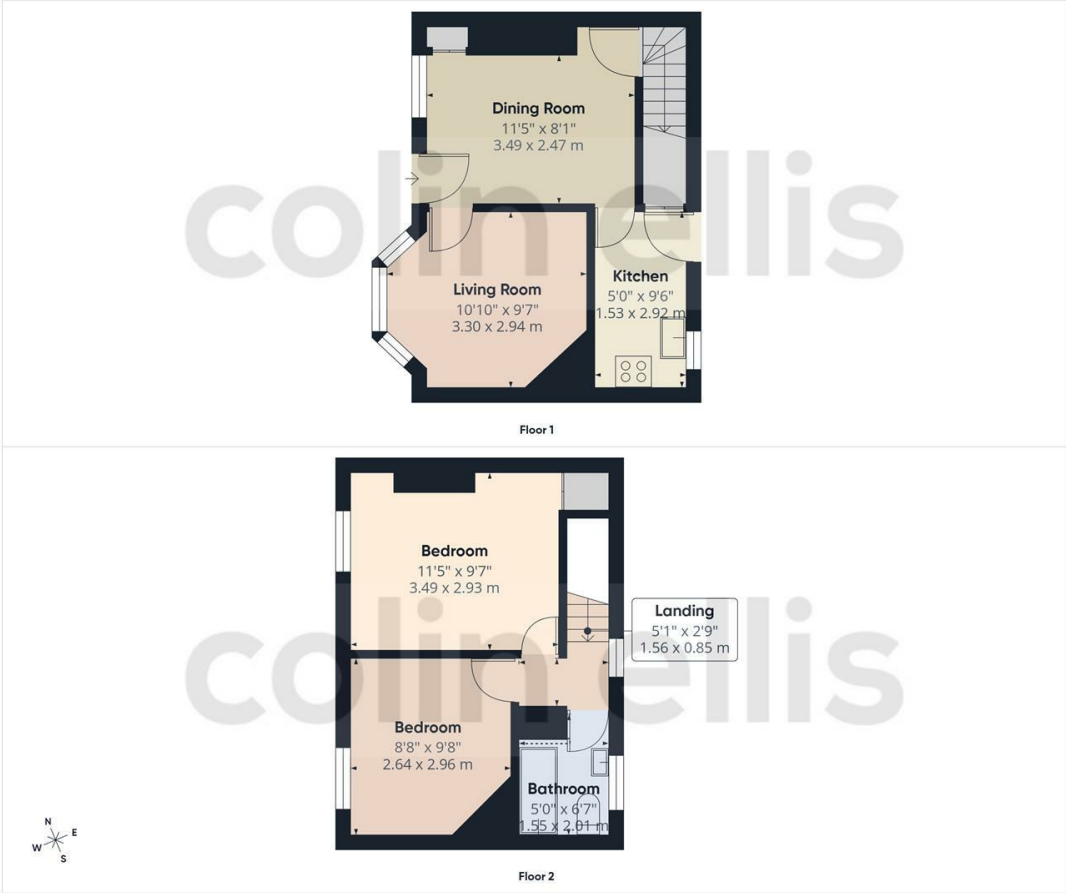 Dining Room
11'5" x 8'1"
3.49 x 2.47 m
colin ellis
Living Room
10'10" x 9'7"
3.30 x 2.94 m
Kitchen
5'0" x 9'6"
1.53 x 2.92 m
Floor 1
Bedroom
11'5" x 9'7"
3.49 x 2.93 m
Landing
5'1" x 2'9"
1.56 x 0.85 m
colin ellis
Bedroom
8'8" x 9'8"
2.64 x 2.96 m
Bathroom
5'0" x 6'7"
1.55 x 2.01 m
N
E
W
S
Floor 2